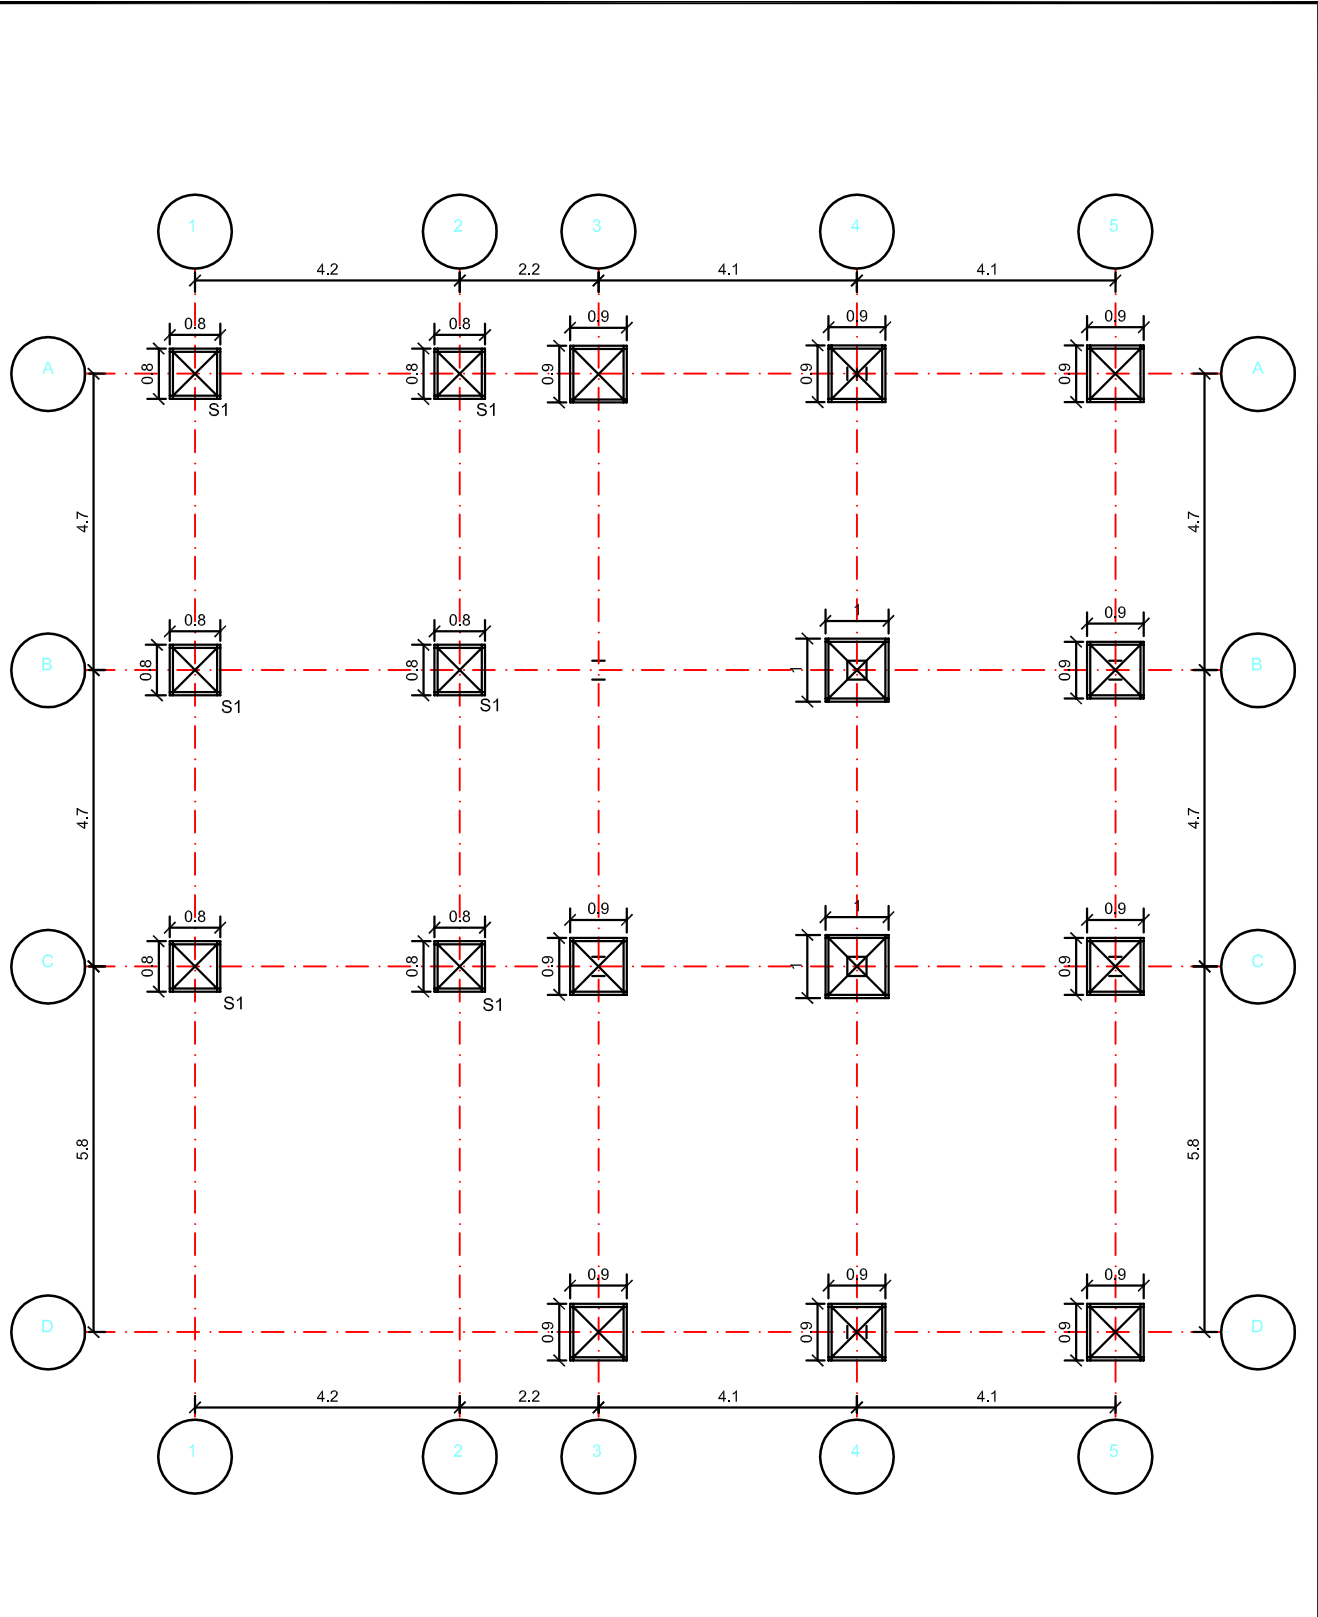 1 2 3 4 5
4.2 2.2 4.1 4.1
0.8 0.8 0.9 0.9 0.9
A 0.8 0.8 0.9 0.9 0.9 A
S1 S1
4.7 4.7
0.8 0.8 1 0.9
B 0.8 0.8 1 0.9 B
S1 S1
4.7 4.7
0.8 0.8 0.9 1 0.9
C 0.8 0.8 0.9 1 0.9 C
S1 S1
5.8 5.8
0.9 0.9 0.9
D 0.9 0.9 0.9 D
4.2 2.2 4.1 4.1
1 2 3 4 5